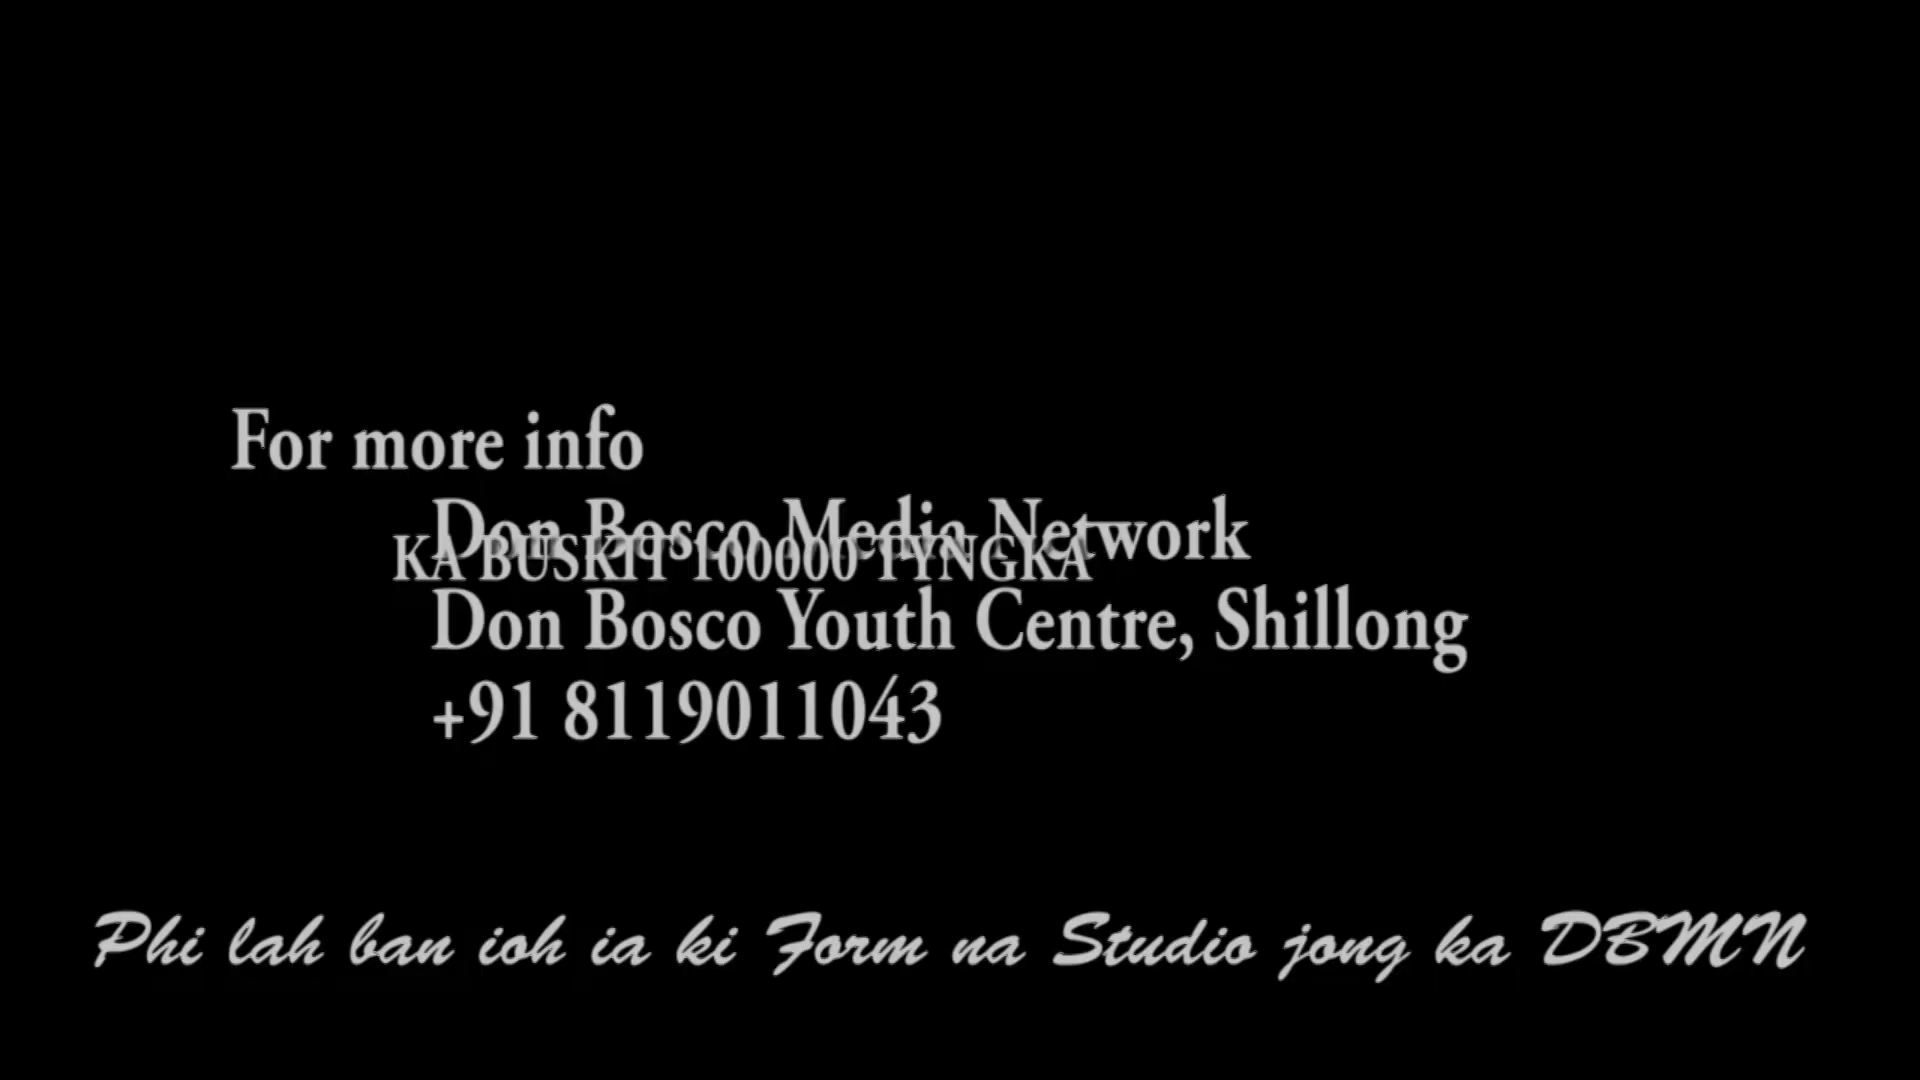 For more info
Don Bosco Media Network
KA BUSKIT 100000 TYNGKA
Don Bosco Youth Centre, Shillong
+91 8119011043
Phi lah ban ioh ia ki Form na Studio jong ka DBMN